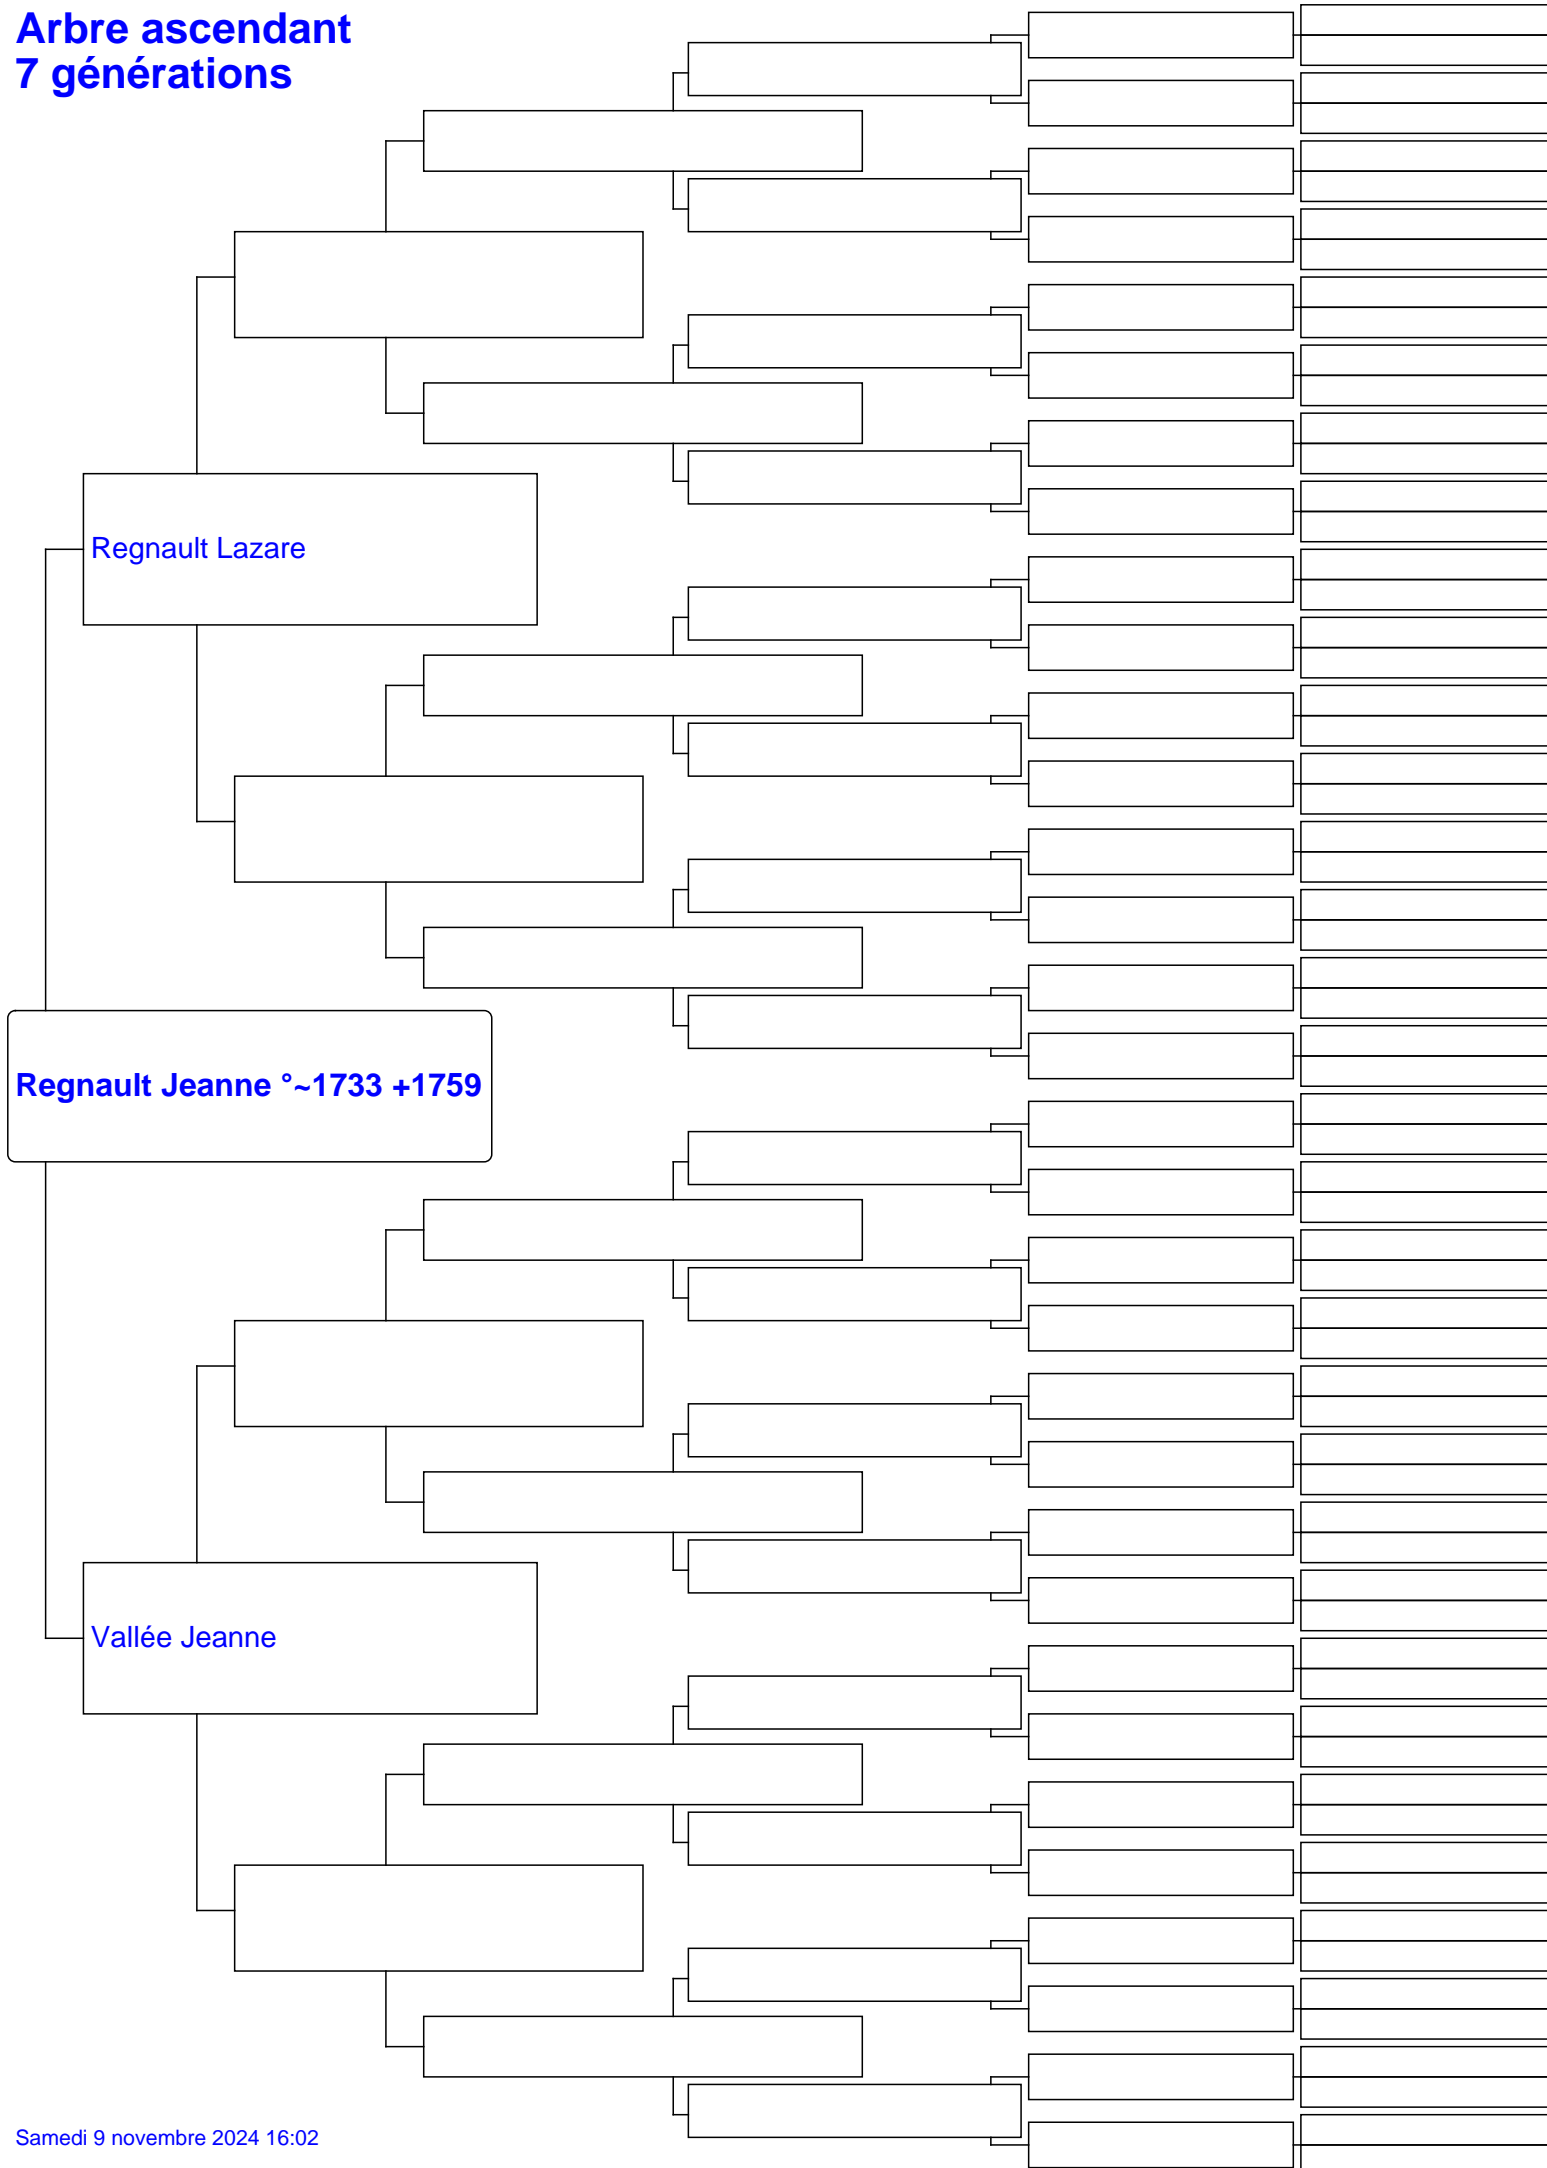 Arbre ascendant
7 générations
Regnault Lazare
Regnault Jeanne °~1733 +1759
Vallée Jeanne
Samedi 9 novembre 2024 16:02